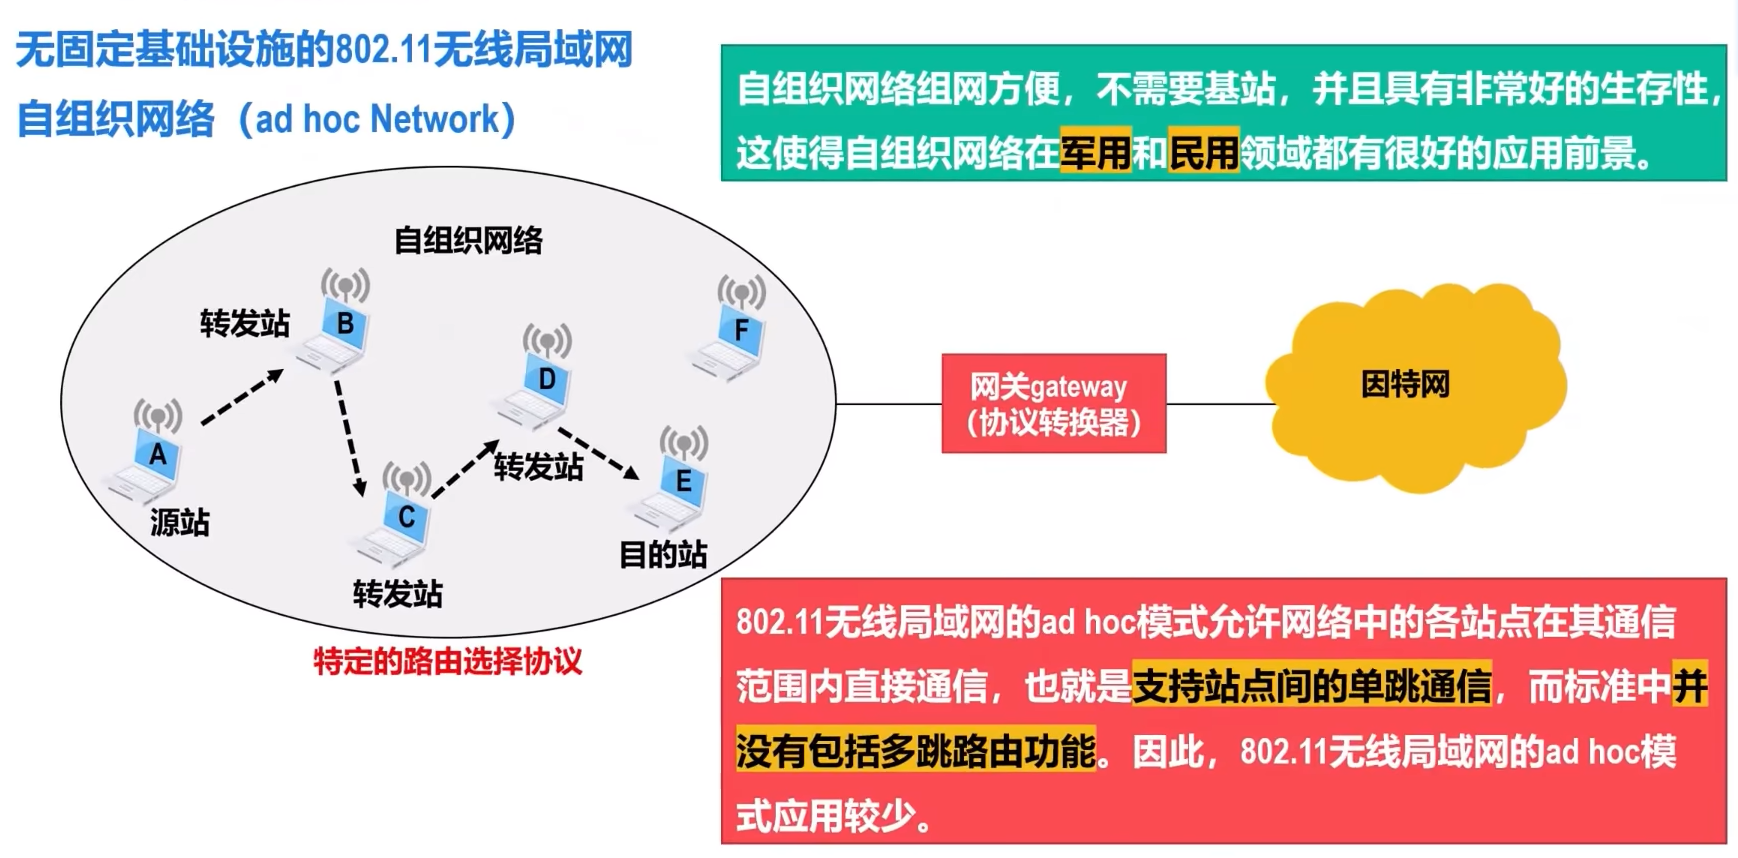 无固定基础设施的802.11无线局域网
自组织网络（ad hoc Network）
自组织网络组网方便，不需要基站，并且具有非常好的生存性，
这使得自组织网络在军用和民用领域都有很好的应用前景。
自组织网络
转发站
B
F
D
A
转发站
E
C
源站
目的站
转发站
特定的路由选择协议
网关gateway
（协议转换器）
因特网
802.11无线局域网的ad hoc模式允许网络中的各站点在其通信
范围内直接通信，也就是支持站点间的单跳通信，而标准中并
没有包括多跳路由功能。因此，802.11无线局域网的ad hoc模
式应用较少。